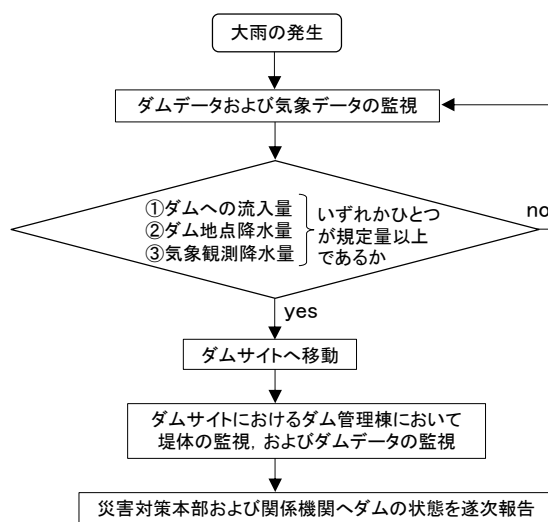 大雨の発生
ダムデータおよび気象データの監視
①ダムへの流入量
②ダム地点降水量
③気象観測降水量
いずれかひとつ
が規定量以上
であるか
no
yes
ダムサイトへ移動
ダムサイトにおけるダム管理棟において
堤体の監視，およびダムデータの監視
災害対策本部および関係機関へダムの状態を遂次報告